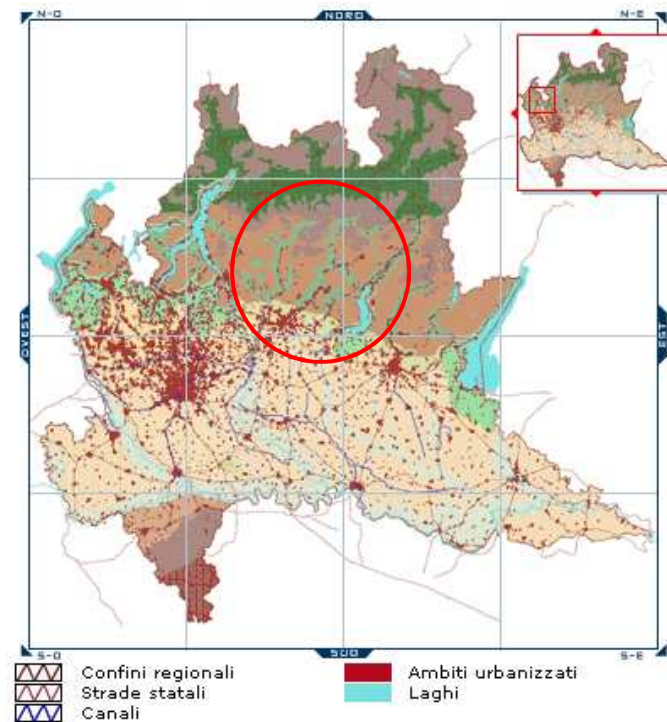 N-O NORD N-E
OVEST EST
S-O SUD S-E
Confini regionali Ambiti urbanizzati
Strade statali Laghi
Canali